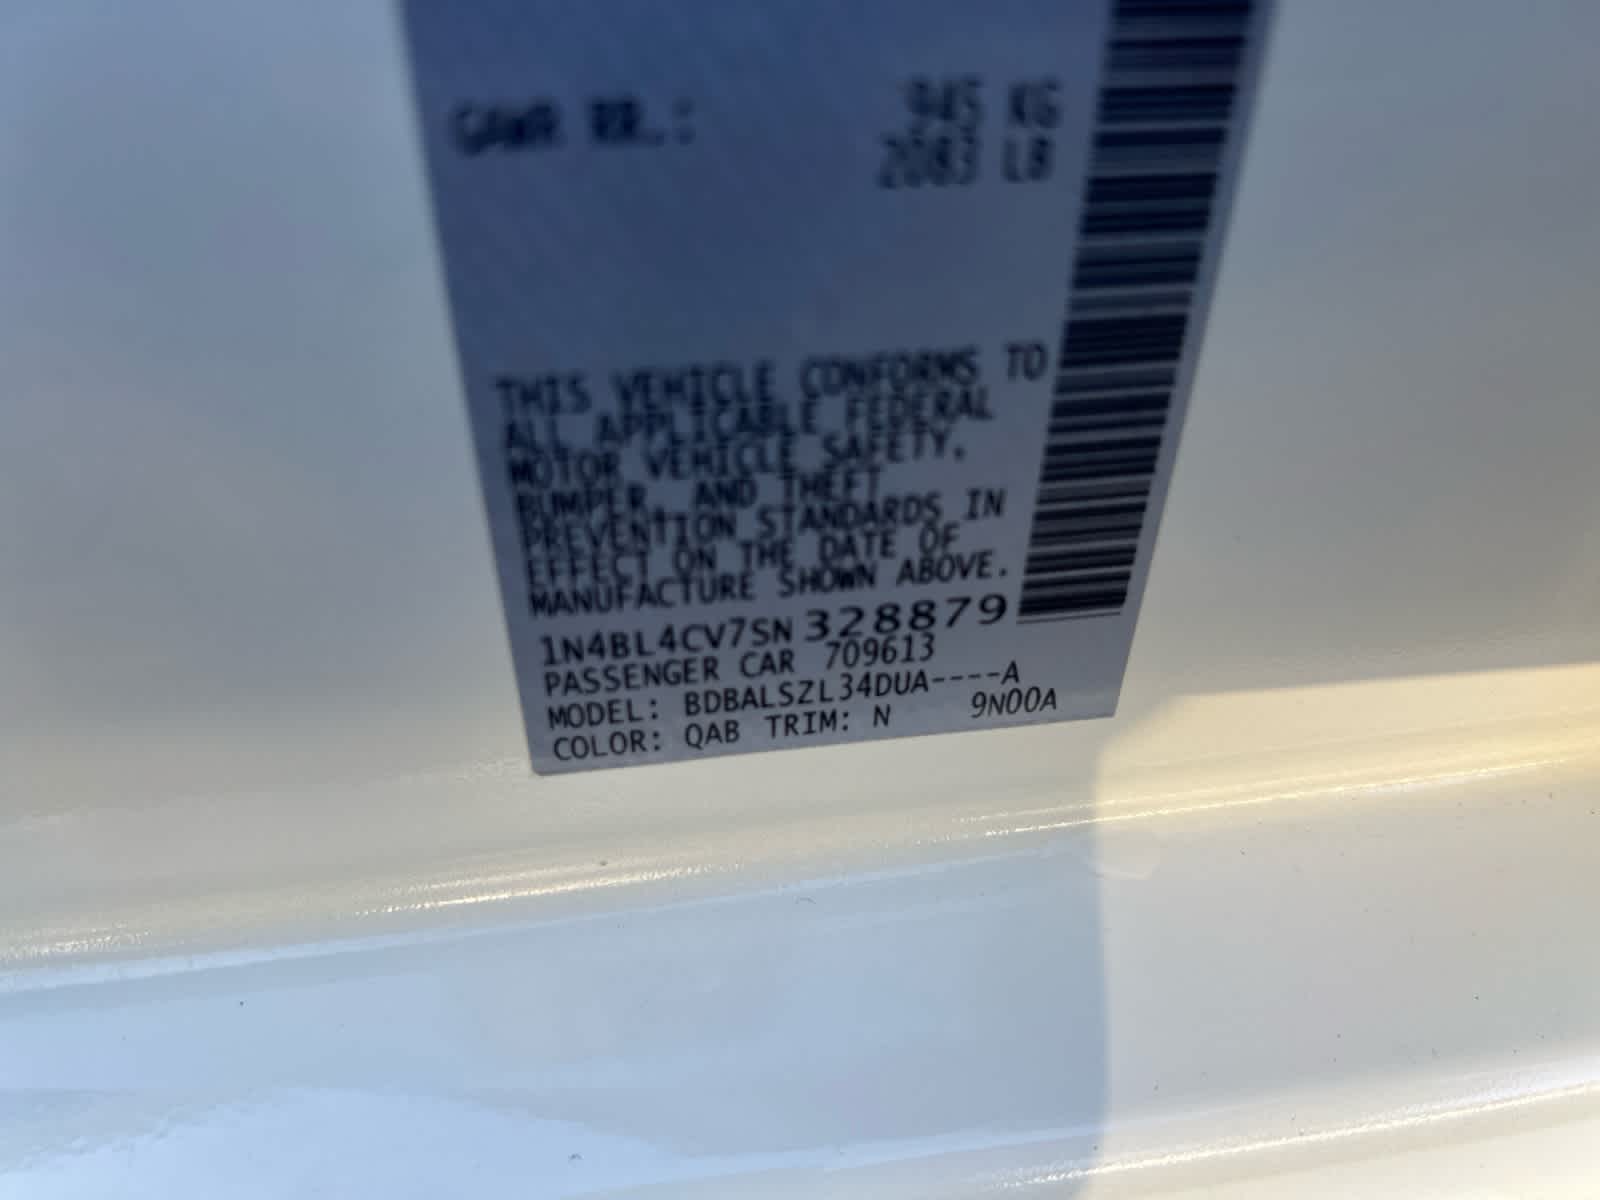 GAWR RR.: 945 KG
2083 LB
THIS VEHICLE CONFORMS TO
ALL APPLICABLE FEDERAL
MOTOR VEHICLE SAFETY,
BUMPER, AND THEFT
PREVENTION STANDARDS IN
EFFECT ON THE DATE OF
MANUFACTURE SHOWN ABOVE.
1N4BL4CV7SN328879
PASSENGER CAR 709613
MODEL: BDBALSZL34DUA----A
COLOR: QAB TRIM: N 9N00A